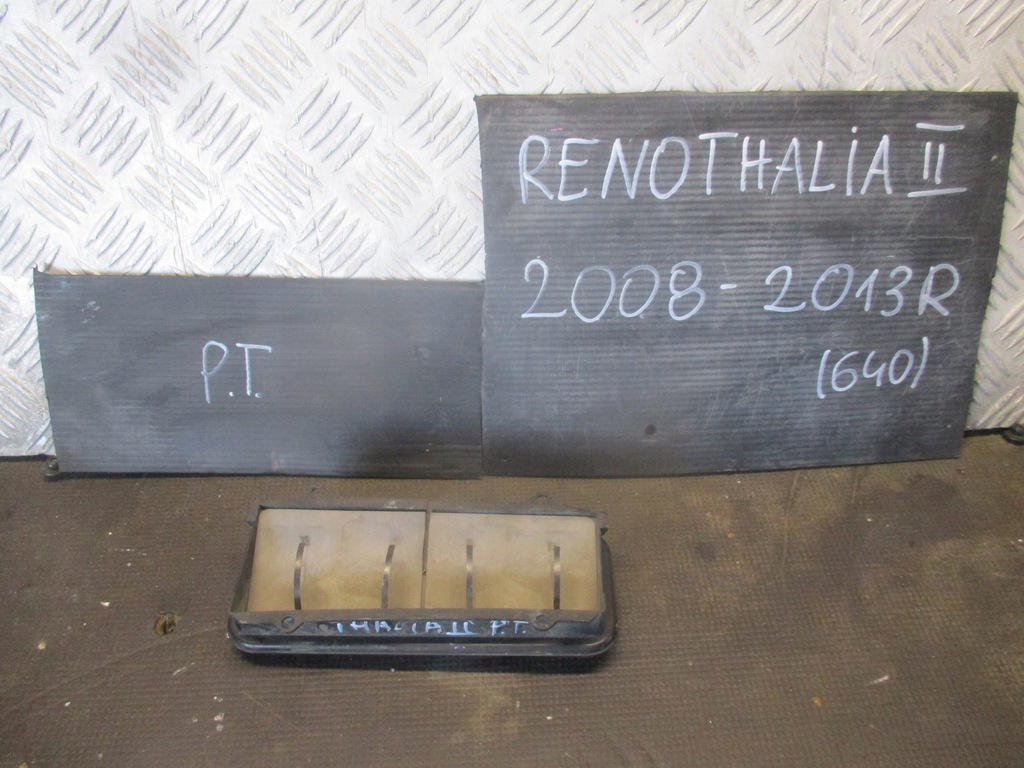 RENOTHALIA II
2008-2013R
(640)
P.T.
THALIA II P.T.